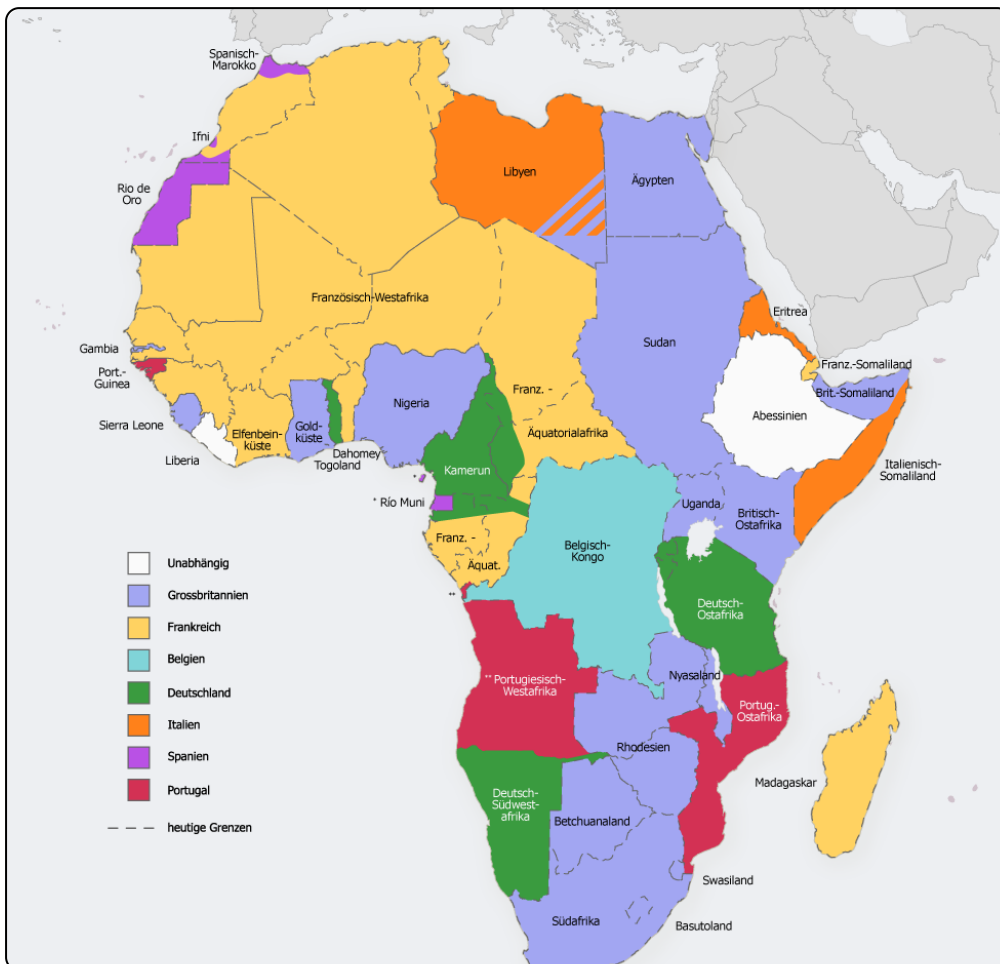 Spanisch-
Marokko
Ifni
Rio de
Oro
Libyen
Ägypten
Französisch-Westafrika
Eritrea
Gambia
Port.-
Guinea
Sudan
Franz.-Somaliland
Brit.-Somaliland
Nigeria
Franz. -
Abessinien
Sierra Leone
Elfenbein-
küste
Gold-
küste
Äquatorialafrika
Liberia
Dahomey
Togoland
Kamerun
Italienisch-
Somaliland
* Río Muni
*
Uganda
Britisch-
Ostafrika
Franz. -
Äquat.
Belgisch-
Kongo
**
Deutsch-
Ostafrika
Unabhängig
Grossbritannien
Frankreich
Belgien
Deutschland
Italien
Spanien
Portugal
heutige Grenzen
** Portugiesisch-
Westafrika
Nyasaland
Portug.-
Ostafrika
Rhodesien
Madagaskar
Deutsch-
Südwest-
afrika
Betchuanaland
Swasiland
Südafrika
Basutoland